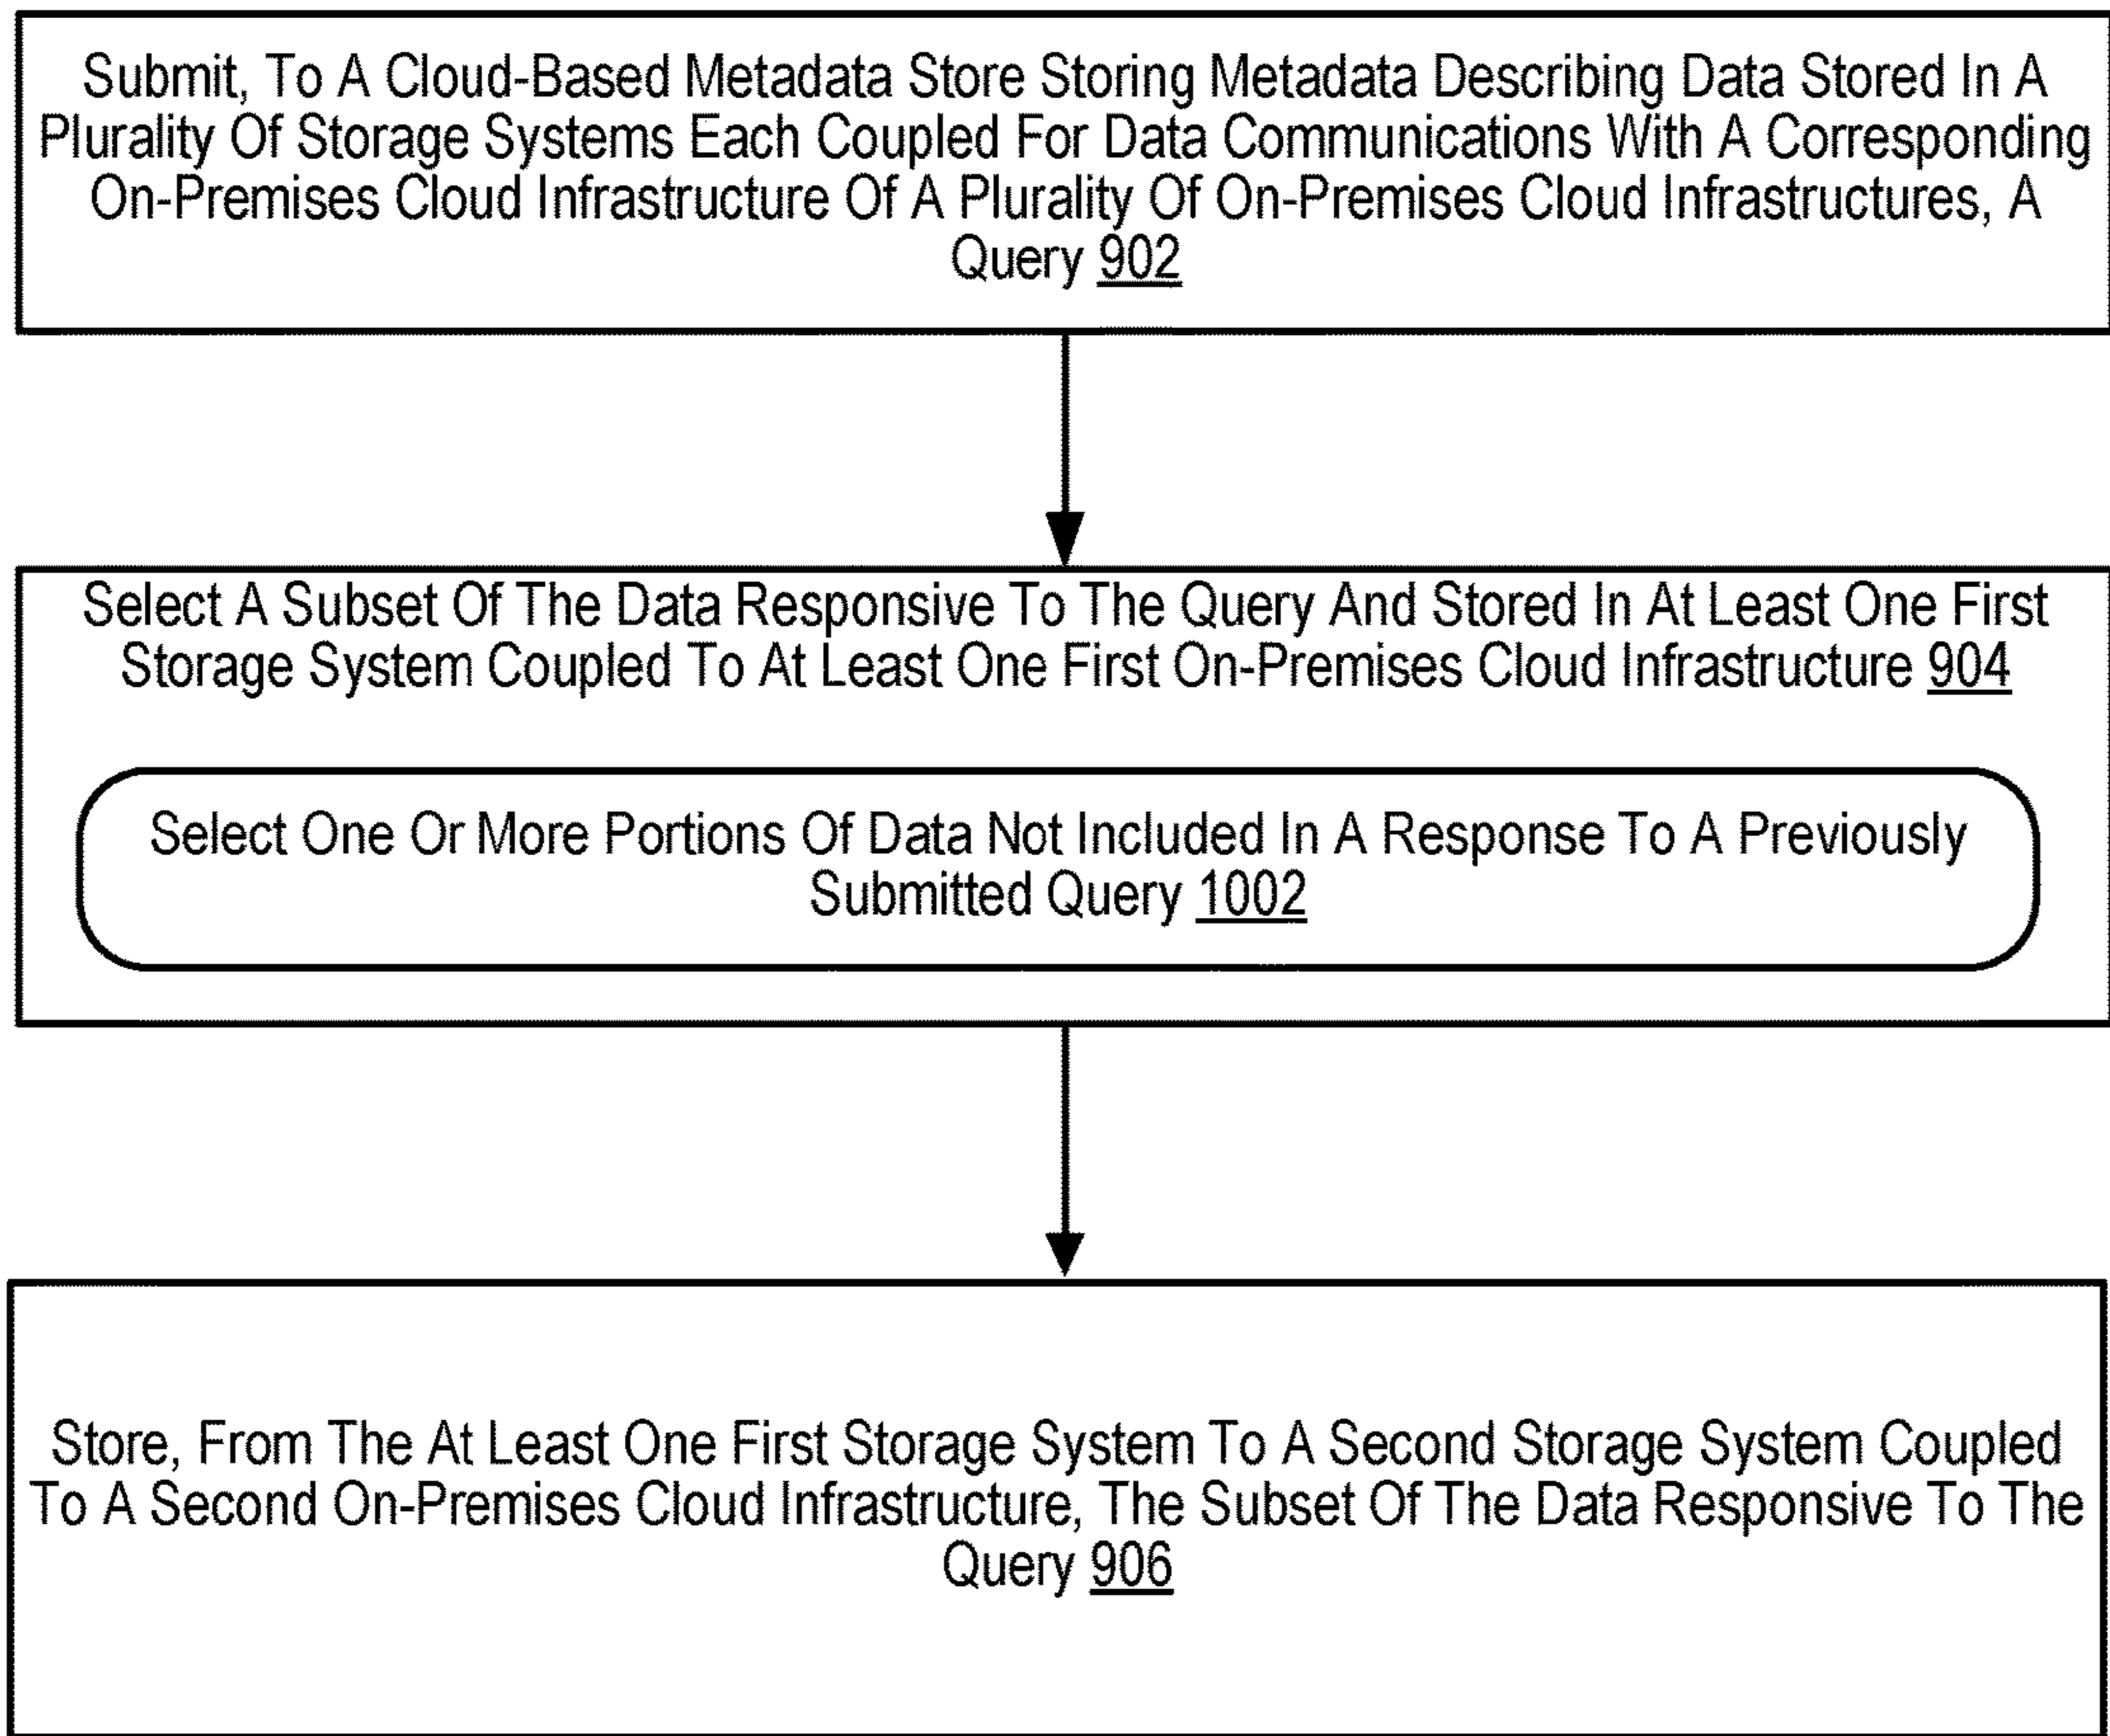 Submit, To A Cloud-Based Metadata Store Storing Metadata Describing Data Stored In A
Plurality Of Storage Systems Each Coupled For Data Communications With A Corresponding
On-Premises Cloud Infrastructure Of A Plurality Of On-Premises Cloud Infrastructures, A
Query 902
Select A Subset Of The Data Responsive To The Query And Stored In At Least One First
Storage System Coupled To At Least One First On-Premises Cloud Infrastructure 904
Select One Or More Portions Of Data Not Included In A Response To A Previously
Submitted Query 1002
Store, From The At Least One First Storage System To A Second Storage System Coupled
To A Second On-Premises Cloud Infrastructure, The Subset Of The Data Responsive To The
Query 906